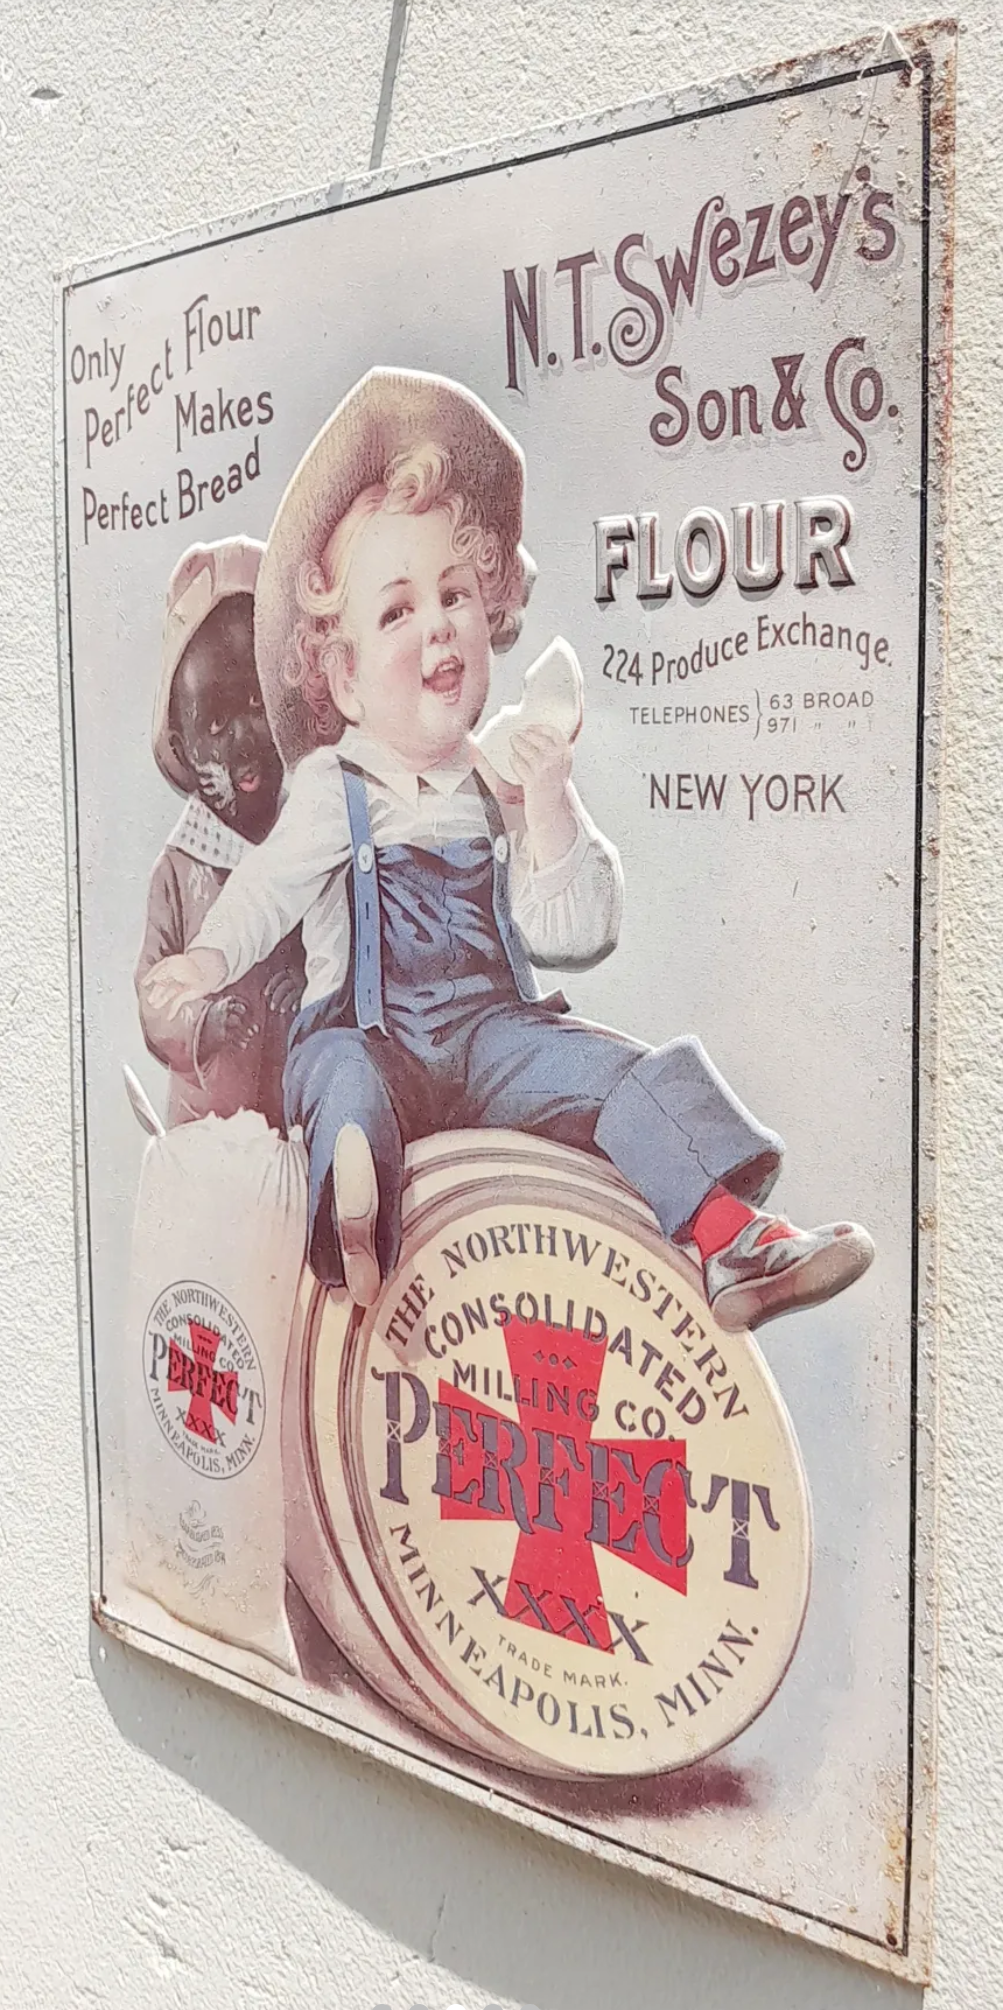 Only
Perfect Flour
Makes
Perfect Bread
N.T. Swezey's
Son & Co.
FLOUR
224 Produce Exchange.
TELEPHONES } 63 BROAD
971 " "
NEW YORK
THE NORTHWESTERN
CONSOLIDATED
MILLING CO.
PERFECT
XXXX
TRADE MARK.
MINNEAPOLIS, MINN.
THE NORTHWESTERN
CONSOLIDATED
MILLING CO.
PERFECT
XXXX
TRADE MARK.
MINNEAPOLIS, MINN.